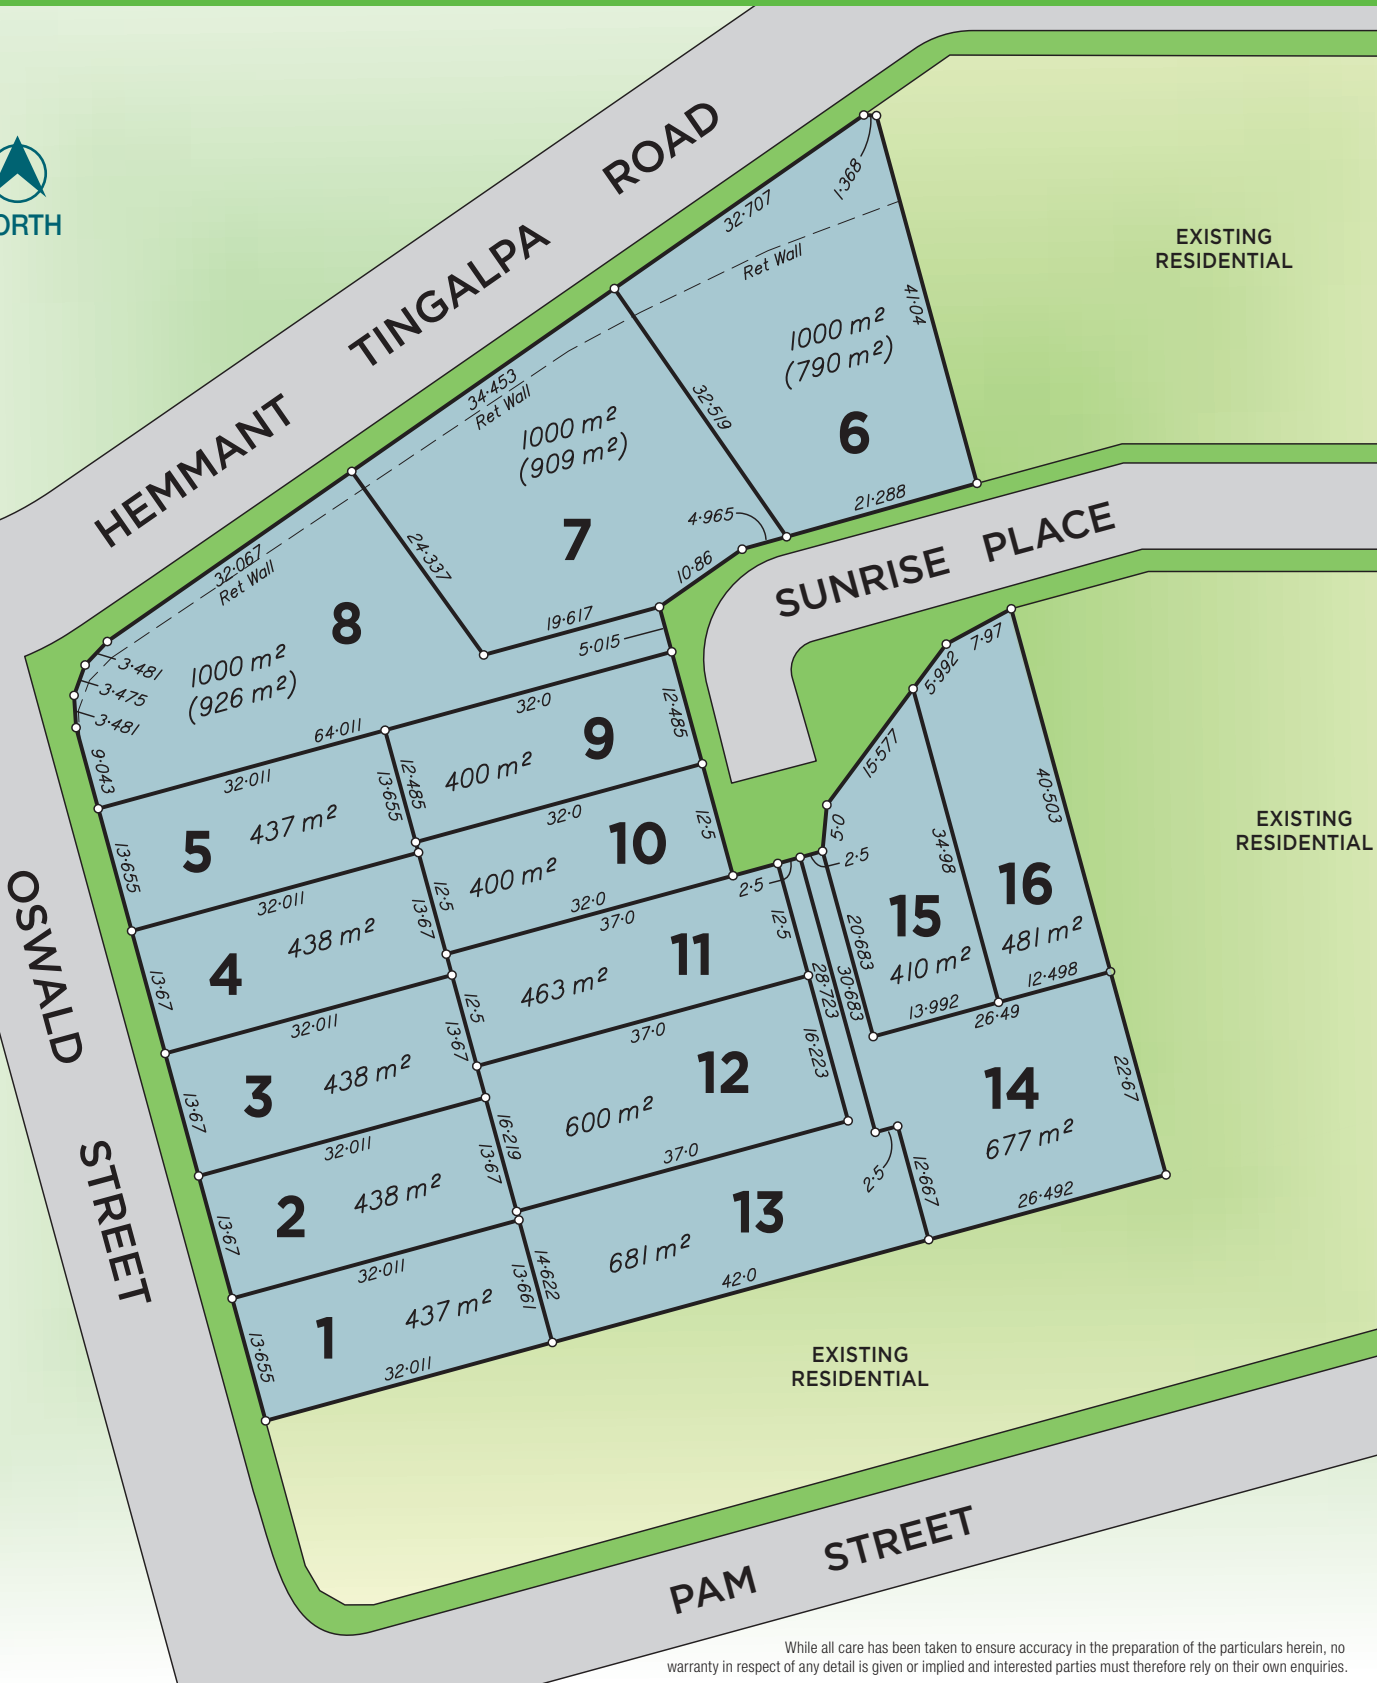 HEMMANT TINGALPA ROAD
ORTH
1·368
32·707
Ret Wall
EXISTING
RESIDENTIAL
41·04
1000 m²
(790 m²)
6
34·453
Ret Wall
32·519
1000 m²
(909 m²)
7
21·288
4·965
10·86
SUNRISE PLACE
24·337
32·067
Ret Wall
8
19·617
5·015
1000 m²
(926 m²)
3·481
3·475
3·481
9·043
64·011
32·0
12·485
9
400 m²
7·97
5·992
15·577
40·503
32·011
13·655
12·485
5
437 m²
32·0
10
400 m²
12·5
5·0
2·5
2·5
34·98
EXISTING
RESIDENTIAL
13·655
32·011
12·5
13·67
32·0
37·0
12·5
OSWALD STREET
4
438 m²
11
463 m²
20·683
28·723
30·683
15
410 m²
16
481 m²
12·498
13·992
26·49
13·67
32·011
12·5
13·67
37·0
16·223
3
438 m²
12
600 m²
14
677 m²
22·67
13·67
32·011
16·219
13·67
37·0
2·5
12·667
26·492
2
438 m²
13
681 m²
13·67
32·011
14·622
13·661
42·0
1
437 m²
13·655
32·011
EXISTING
RESIDENTIAL
PAM STREET
While all care has been taken to ensure accuracy in the preparation of the particulars herein, no
warranty in respect of any detail is given or implied and interested parties must therefore rely on their own enquiries.